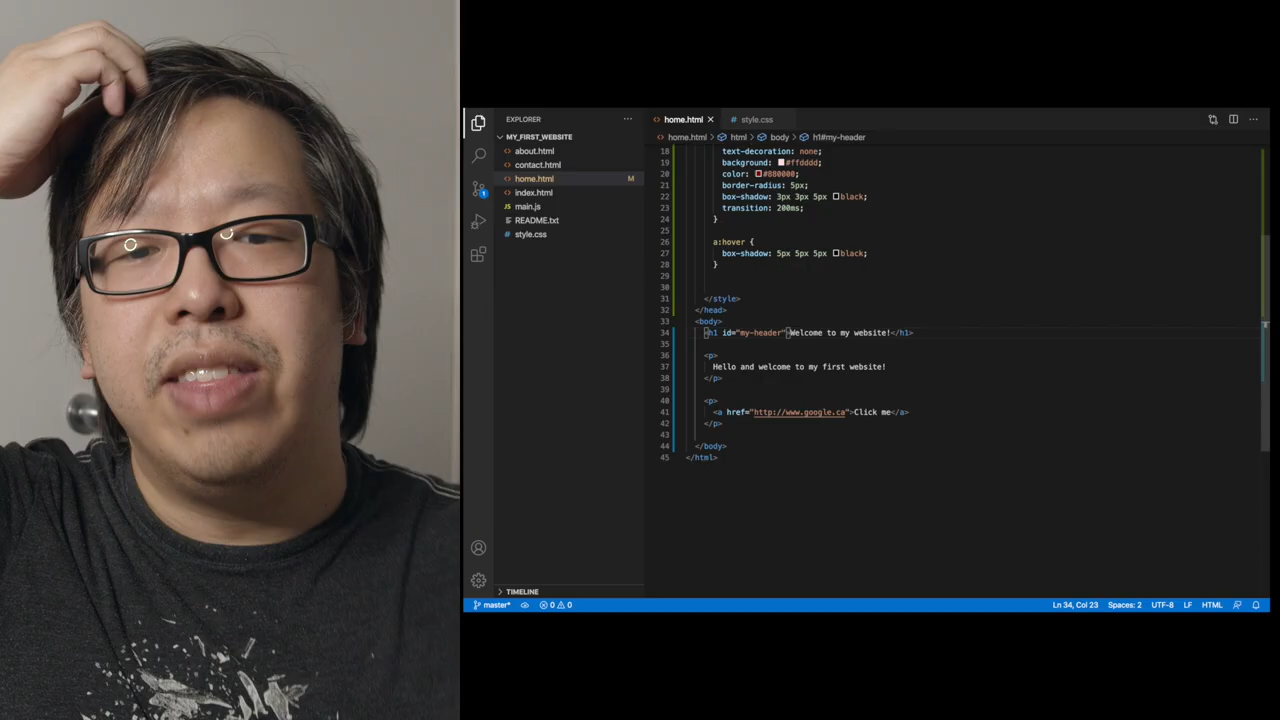 EXPLORER
MY_FIRST_WEBSITE
about.html
contact.html
home.html M
index.html
main.js
README.txt
style.css
TIMELINE
home.html style.css
home.html > html > body > h1#my-header
18 text-decoration: none;
19 background: #ffdddd;
20 color: #880000;
21 border-radius: 5px;
22 box-shadow: 3px 3px 5px black;
23 transition: 200ms;
24 }
25
26 a:hover {
27 box-shadow: 5px 5px 5px black;
28 }
29
30
31 </style>
32 </head>
33 <body>
34 <h1 id="my-header">Welcome to my website!</h1>
35
36 <p>
37 Hello and welcome to my first website!
38 </p>
39
40 <p>
41 <a href="http://www.google.ca">Click me</a>
42 </p>
43
44 </body>
45 </html>
1
master* 0 0 Ln 34, Col 23 Spaces: 2 UTF-8 LF HTML